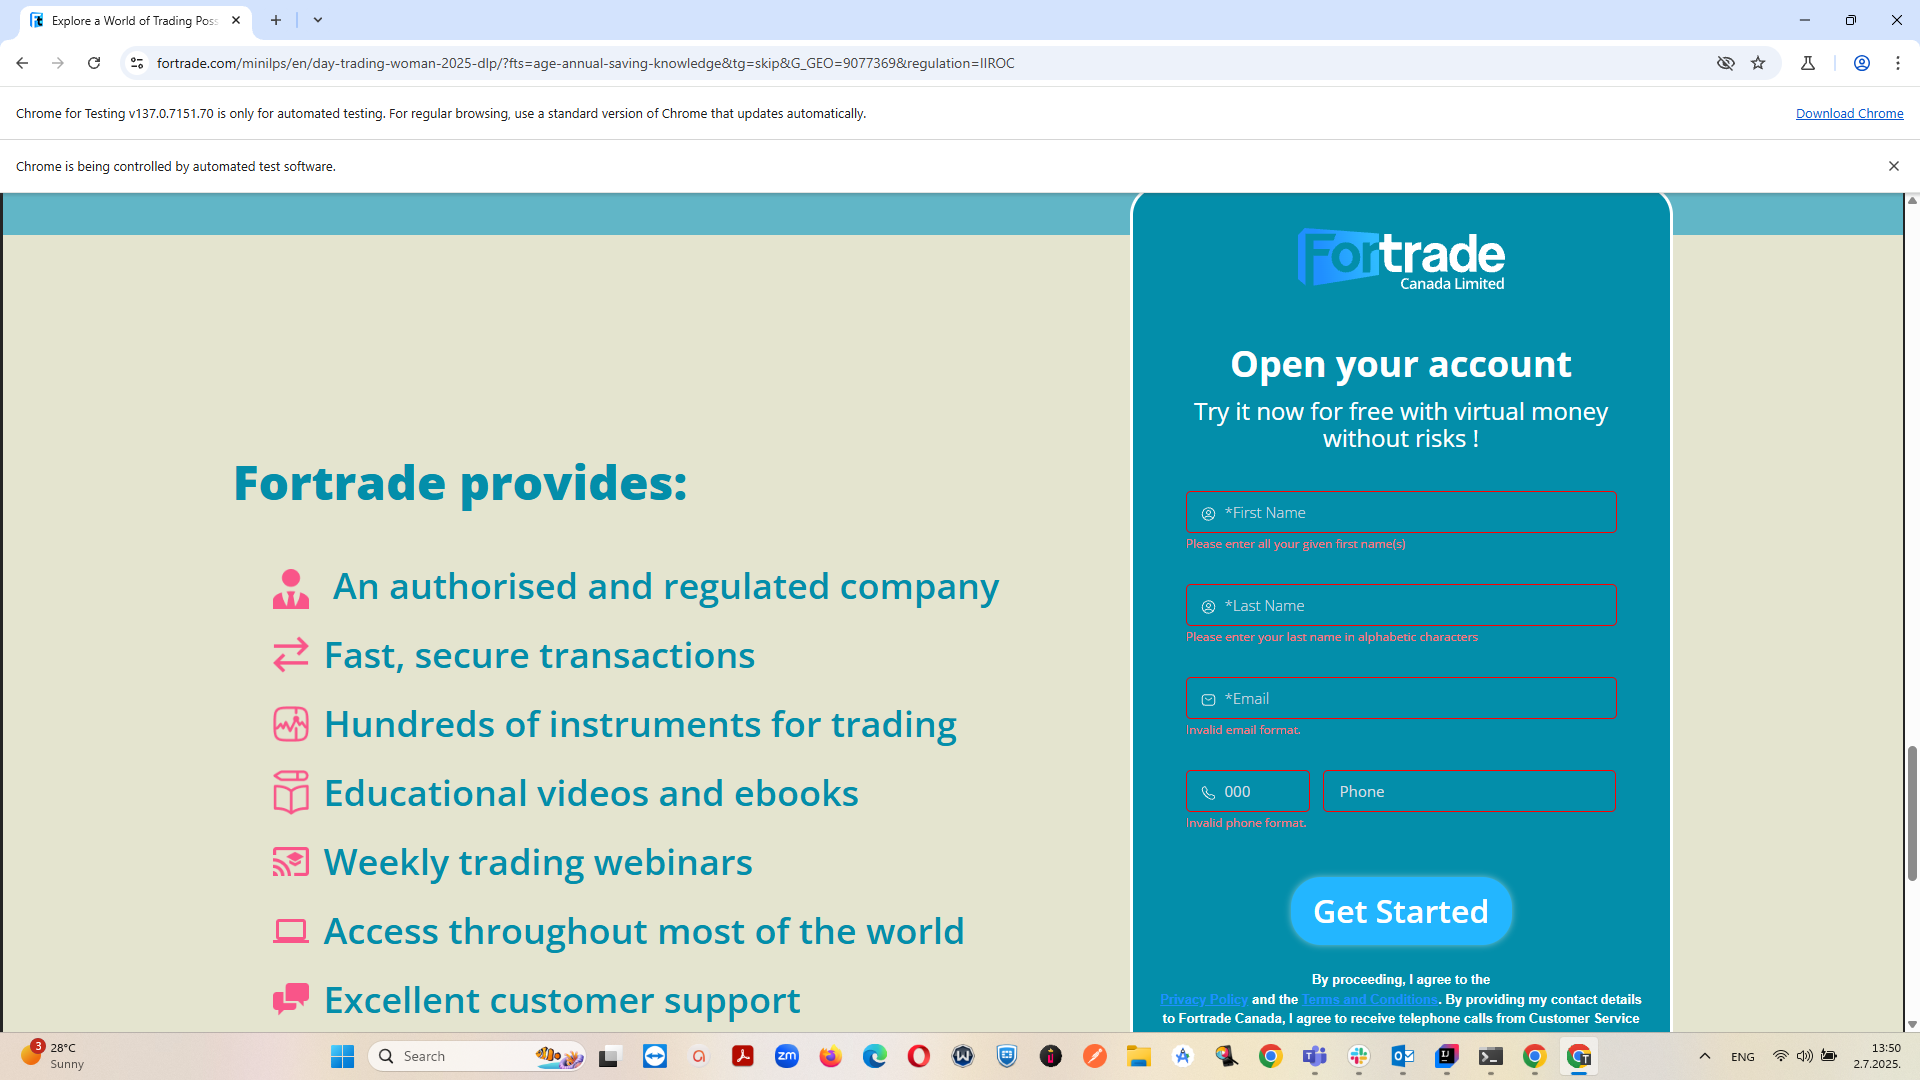 Explore a World of Trading Poss
fortrade.com/minilps/en/day-trading-woman-2025-dlp/?fts=age-annual-saving-knowledge&tg=skip&G_GEO=9077369&regulation=IIROC
Chrome for Testing v137.0.7151.70 is only for automated testing. For regular browsing, use a standard version of Chrome that updates automatically.
Download Chrome
Chrome is being controlled by automated test software.
Fortrade
Canada Limited
Open your account
Try it now for free with virtual money
without risks !
*First Name
Please enter all your given first name(s)
*Last Name
Please enter your last name in alphabetic characters
*Email
Invalid email format.
000
Phone
Invalid phone format.
Get Started
By proceeding, I agree to the
Privacy Policy and the Terms and Conditions. By providing my contact details
to Fortrade Canada, I agree to receive telephone calls from Customer Service
Fortrade provides:
An authorised and regulated company
Fast, secure transactions
Hundreds of instruments for trading
Educational videos and ebooks
Weekly trading webinars
Access throughout most of the world
Excellent customer support
3
28°C
Sunny
Search
zm
ENG
13:50
2.7.2025.